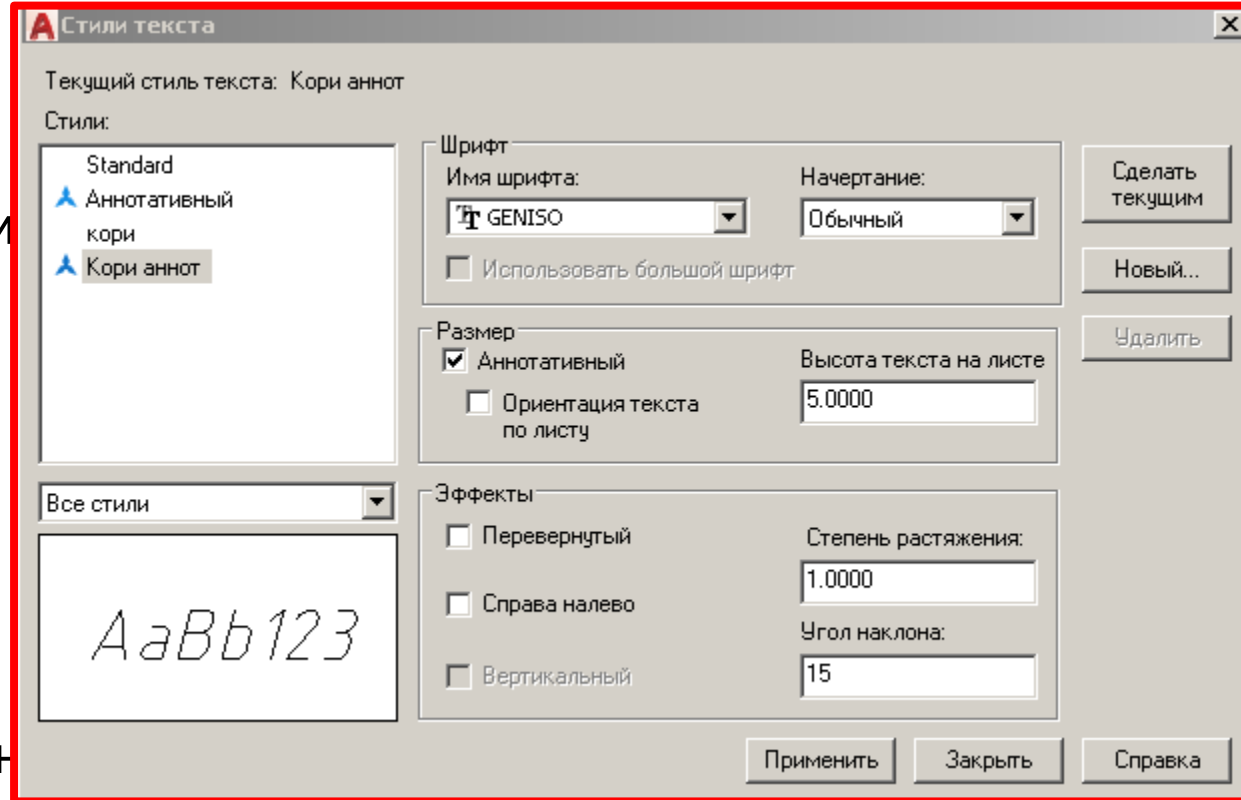 Стили текста
Текущий стиль текста: Кори аннот
Стили:
Standard
Аннотативный
кори
Кори аннот
Все стили
AaBb123
Шрифт
Имя шрифта:
GENISO
Начертание:
Обычный
Использовать большой шрифт
Размер
Аннотативный
Ориентация текста
по листу
Высота текста на листе
5.0000
Эффекты
Перевернутый
Справа налево
Вертикальный
Степень растяжения:
1.0000
Угол наклона:
15
Сделать
текущим
Новый...
Удалить
Применить
Закрыть
Справка